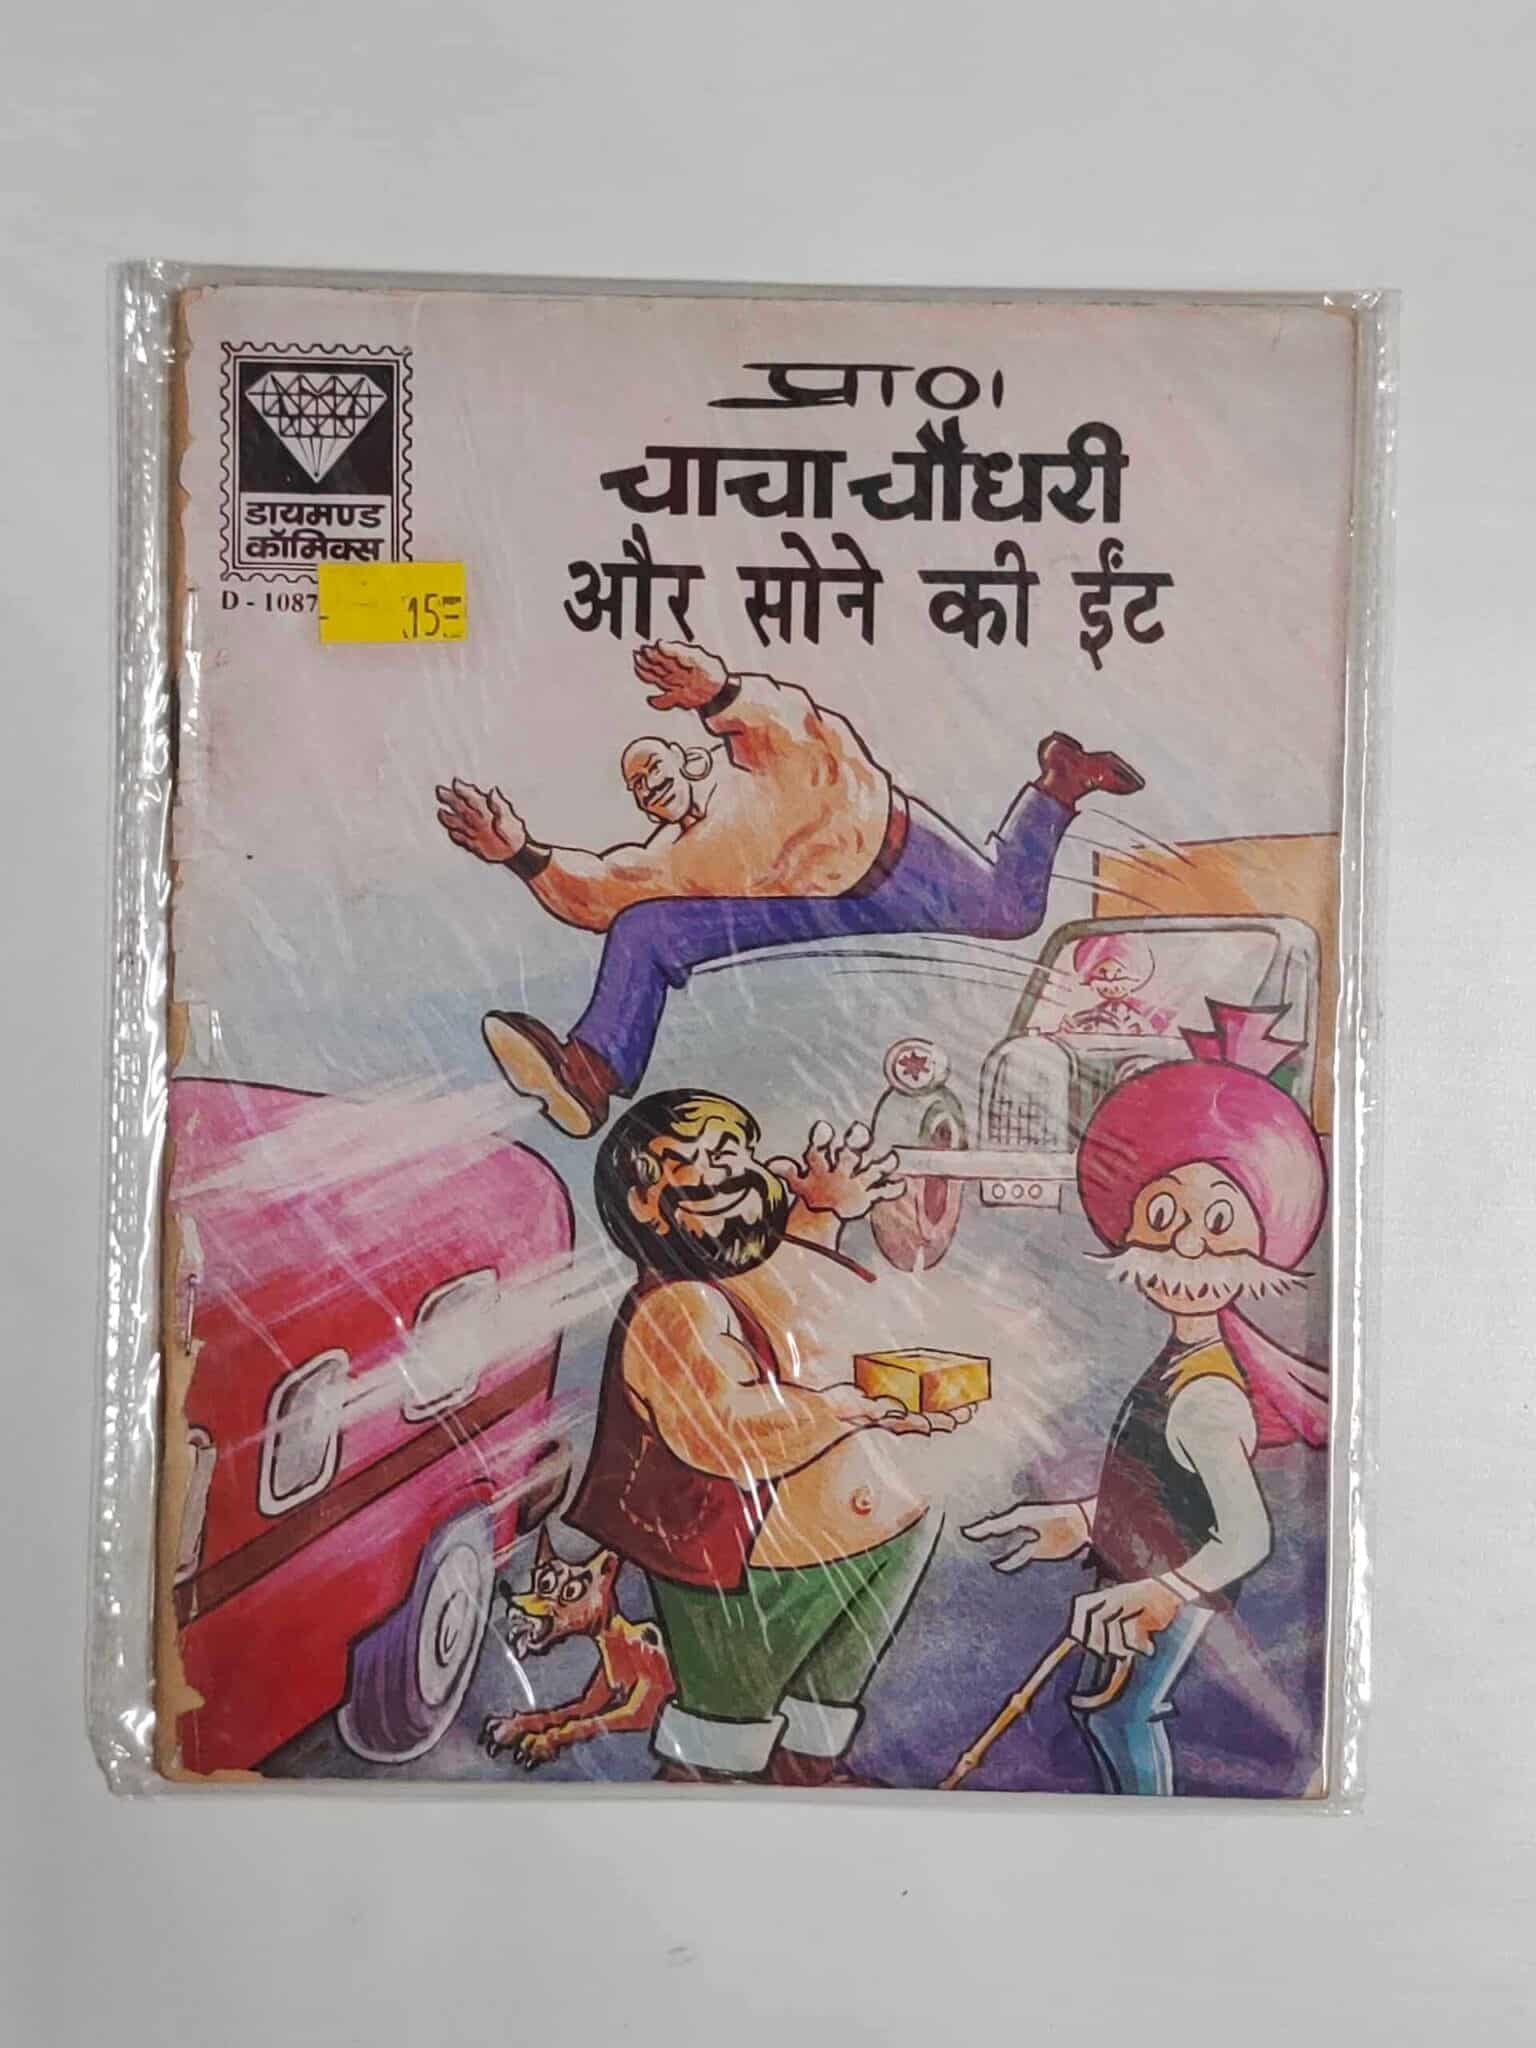 डायमण्ड
कॉमिक्स
D - 1087
15
प्राण
चाचा चौधरी
और सोने की ईंट